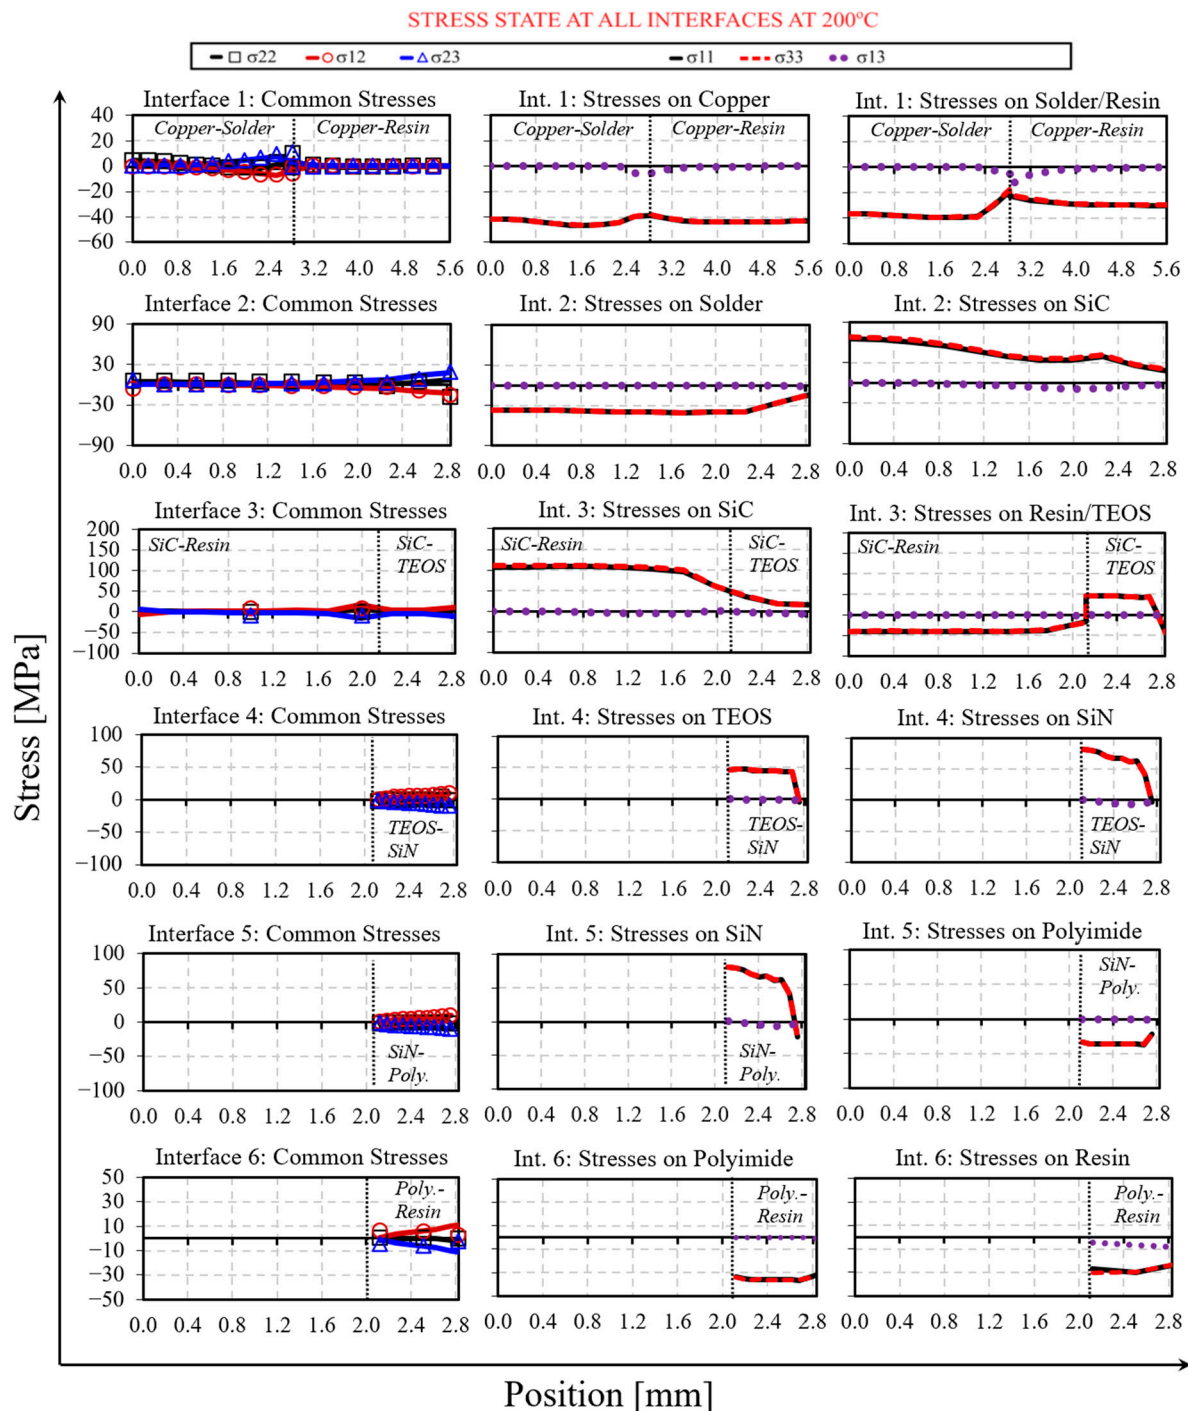 STRESS STATE AT ALL INTERFACES AT 200°C
σ22 σ12 σ23 σ11 σ33 σ13
Stress [MPa]
Interface 1: Common Stresses
Int. 1: Stresses on Copper
Int. 1: Stresses on Solder/Resin
40
20
0
−20
−40
−60
Copper-Solder Copper-Resin
Copper-Solder Copper-Resin
Copper-Solder Copper-Resin
0.0 0.8 1.6 2.4 3.2 4.0 4.8 5.6
0.0 0.8 1.6 2.4 3.2 4.0 4.8 5.6
0.0 0.8 1.6 2.4 3.2 4.0 4.8 5.6
Interface 2: Common Stresses
Int. 2: Stresses on Solder
Int. 2: Stresses on SiC
90
30
−30
−90
0.0 0.4 0.8 1.2 1.6 2.0 2.4 2.8
0.0 0.4 0.8 1.2 1.6 2.0 2.4 2.8
0.0 0.4 0.8 1.2 1.6 2.0 2.4 2.8
Interface 3: Common Stresses
Int. 3: Stresses on SiC
Int. 3: Stresses on Resin/TEOS
200
150
100
50
0
−50
−100
SiC-Resin
SiC-
TEOS
SiC-Resin
SiC-
TEOS
SiC-Resin
SiC-
TEOS
0.0 0.4 0.8 1.2 1.6 2.0 2.4 2.8
0.0 0.4 0.8 1.2 1.6 2.0 2.4 2.8
0.0 0.4 0.8 1.2 1.6 2.0 2.4 2.8
Interface 4: Common Stresses
Int. 4: Stresses on TEOS
Int. 4: Stresses on SiN
100
50
0
−50
−100
TEOS-
SiN
TEOS-
SiN
TEOS-
SiN
0.0 0.4 0.8 1.2 1.6 2.0 2.4 2.8
0.0 0.4 0.8 1.2 1.6 2.0 2.4 2.8
0.0 0.4 0.8 1.2 1.6 2.0 2.4 2.8
Interface 5: Common Stresses
Int. 5: Stresses on SiN
Int. 5: Stresses on Polyimide
100
50
0
−50
−100
SiN-
Poly.
SiN-
Poly.
SiN-
Poly.
0.0 0.4 0.8 1.2 1.6 2.0 2.4 2.8
0.0 0.4 0.8 1.2 1.6 2.0 2.4 2.8
0.0 0.4 0.8 1.2 1.6 2.0 2.4 2.8
Interface 6: Common Stresses
Int. 6: Stresses on Polyimide
Int. 6: Stresses on Resin
50
30
10
−10
−30
−50
Poly.-
Resin
Poly.-
Resin
Poly.-
Resin
0.0 0.4 0.8 1.2 1.6 2.0 2.4 2.8
0.0 0.4 0.8 1.2 1.6 2.0 2.4 2.8
0.0 0.4 0.8 1.2 1.6 2.0 2.4 2.8
Position [mm]